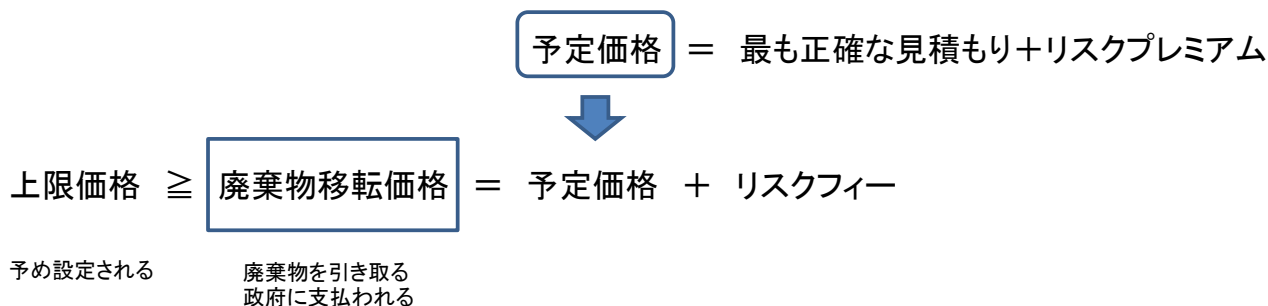 予定価格 = 最も正確な見積もり+リスクプレミアム
上限価格 ≧ 廃棄物移転価格 = 予定価格 + リスクフィー
予め設定される
廃棄物を引き取る
政府に支払われる